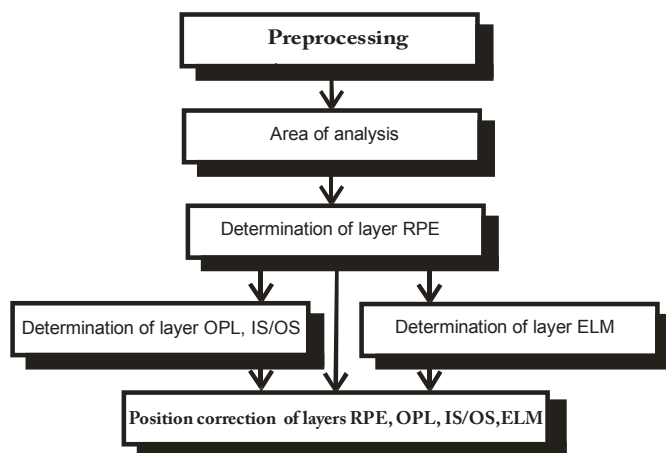 Preprocessing
Area of analysis
Determination of layer RPE
Determination of layer OPL, IS/OS
Determination of layer ELM
Position correction of layers RPE, OPL, IS/OS,ELM